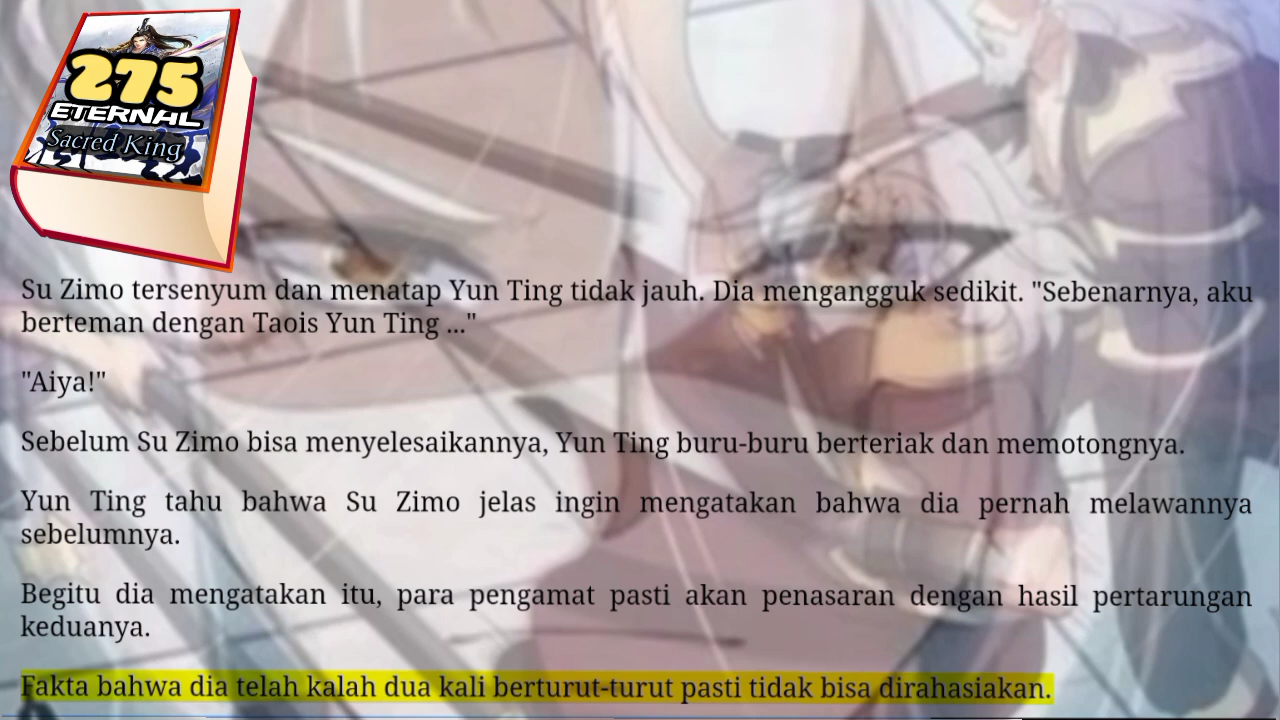 275
ETERNAL
Sacred King
Su Zimo tersenyum dan menatap Yun Ting tidak jauh. Dia mengangguk sedikit. "Sebenarnya, aku
berteman dengan Taois Yun Ting ..."
"Aiya!"
Sebelum Su Zimo bisa menyelesaikannya, Yun Ting buru-buru berteriak dan memotongnya.
Yun Ting tahu bahwa Su Zimo jelas ingin mengatakan bahwa dia pernah melawannya
sebelumnya.
Begitu dia mengatakan itu, para pengamat pasti akan penasaran dengan hasil pertarungan
keduanya.
Fakta bahwa dia telah kalah dua kali berturut-turut pasti tidak bisa dirahasiakan.